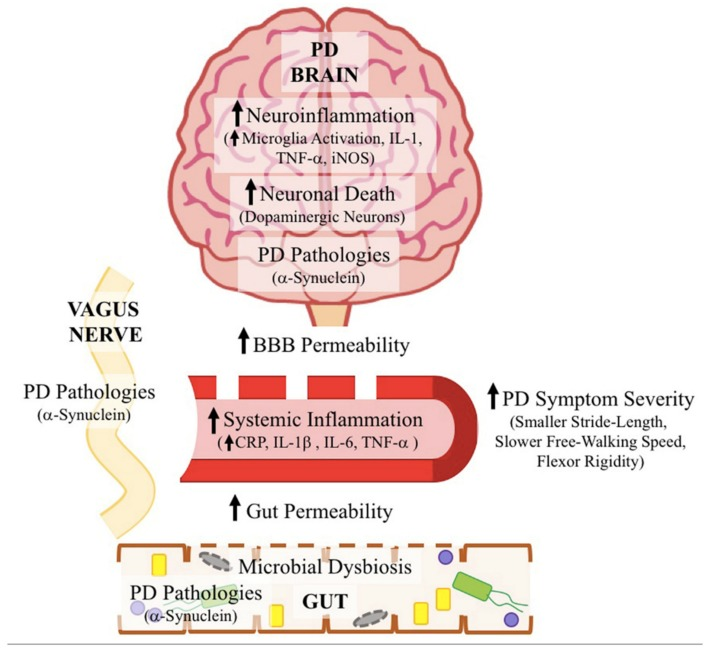 PD
BRAIN
⬆Neuroinflammation
(⬆Microglia Activation, IL-1,
TNF-α, iNOS)
⬆Neuronal Death
(Dopaminergic Neurons)
PD Pathologies
(α-Synuclein)
VAGUS
NERVE
PD Pathologies
(α-Synuclein)
⬆BBB Permeability
⬆Systemic Inflammation
(⬆CRP, IL-1β , IL-6, TNF-α )
⬆PD Symptom Severity
(Smaller Stride-Length,
Slower Free-Walking Speed,
Flexor Rigidity)
⬆Gut Permeability
Microbial Dysbiosis
PD Pathologies
(α-Synuclein)
GUT